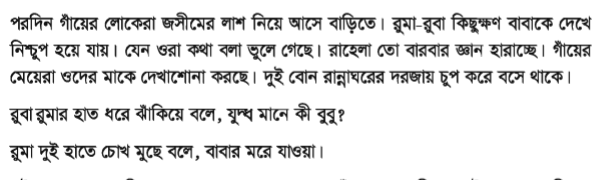 পরদিন গাঁয়ের লোকেরা জসীমের লাশ নিয়ে আসে বাড়িতে। রুমা-রুবা কিছুক্ষণ বাবাকে দেখে
নিশ্চুপ হয়ে যায়। যেন ওরা কথা বলা ভুলে গেছে। রাহেলা তো বারবার জ্ঞান হারাচ্ছে। গাঁয়ের
মেয়েরা ওদের মাকে দেখাশোনা করছে। দুই বোন রান্নাঘরের দরজায় চুপ করে বসে থাকে।
রুবা রুমার হাত ধরে ঝাঁকিয়ে বলে, যুদ্ধ মানে কী বুবু?
রুমা দুই হাতে চোখ মুছে বলে, বাবার মরে যাওয়া।